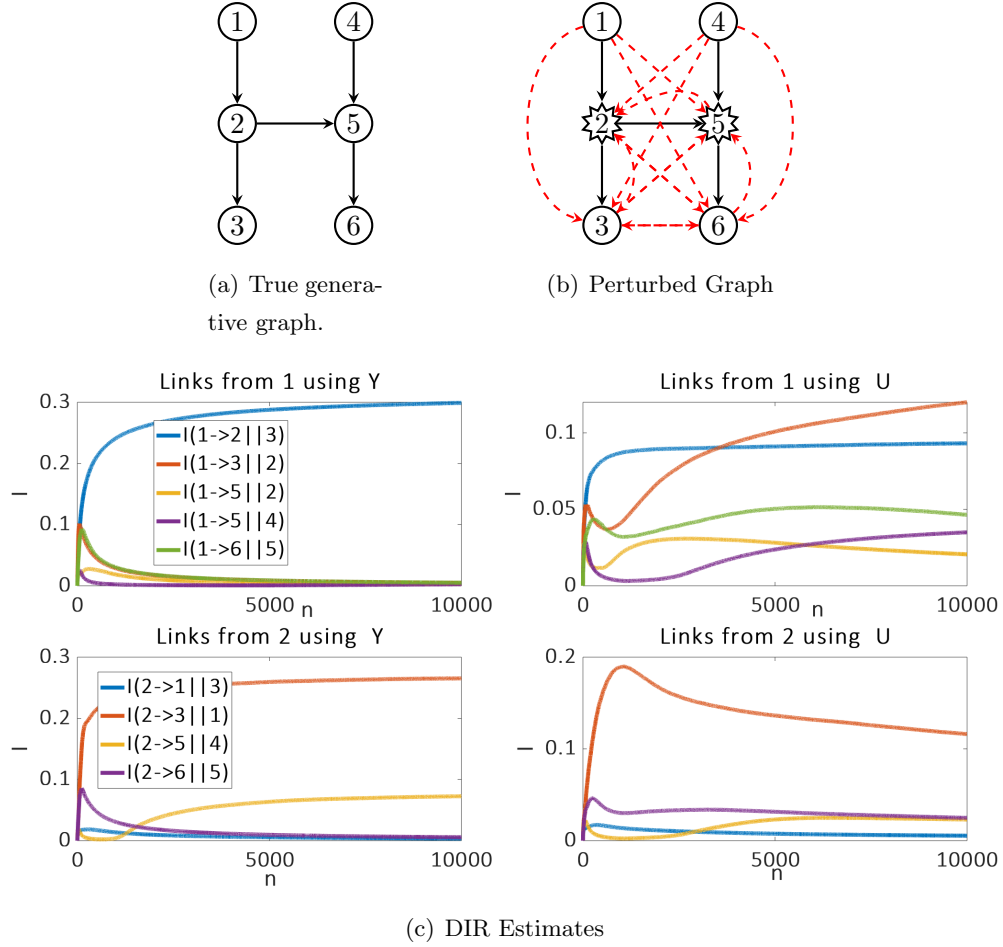 1 4 1 4
2 5 2 5
3 6 3 6
(a) True genera-
tive graph.
(b) Perturbed Graph
Links from 1 using Y
0.3
0.2
0.1
0
I
I(1->2||3)
I(1->3||2)
I(1->5||2)
I(1->5||4)
I(1->6||5)
0 5000 10000
n
Links from 1 using U
0.1
0.05
0
I
0 5000 10000
n
Links from 2 using Y
0.3
0.2
0.1
0
I
I(2->1||3)
I(2->3||1)
I(2->5||4)
I(2->6||5)
0 5000 10000
n
Links from 2 using U
0.2
0.1
0
I
0 5000 10000
n
(c) DIR Estimates